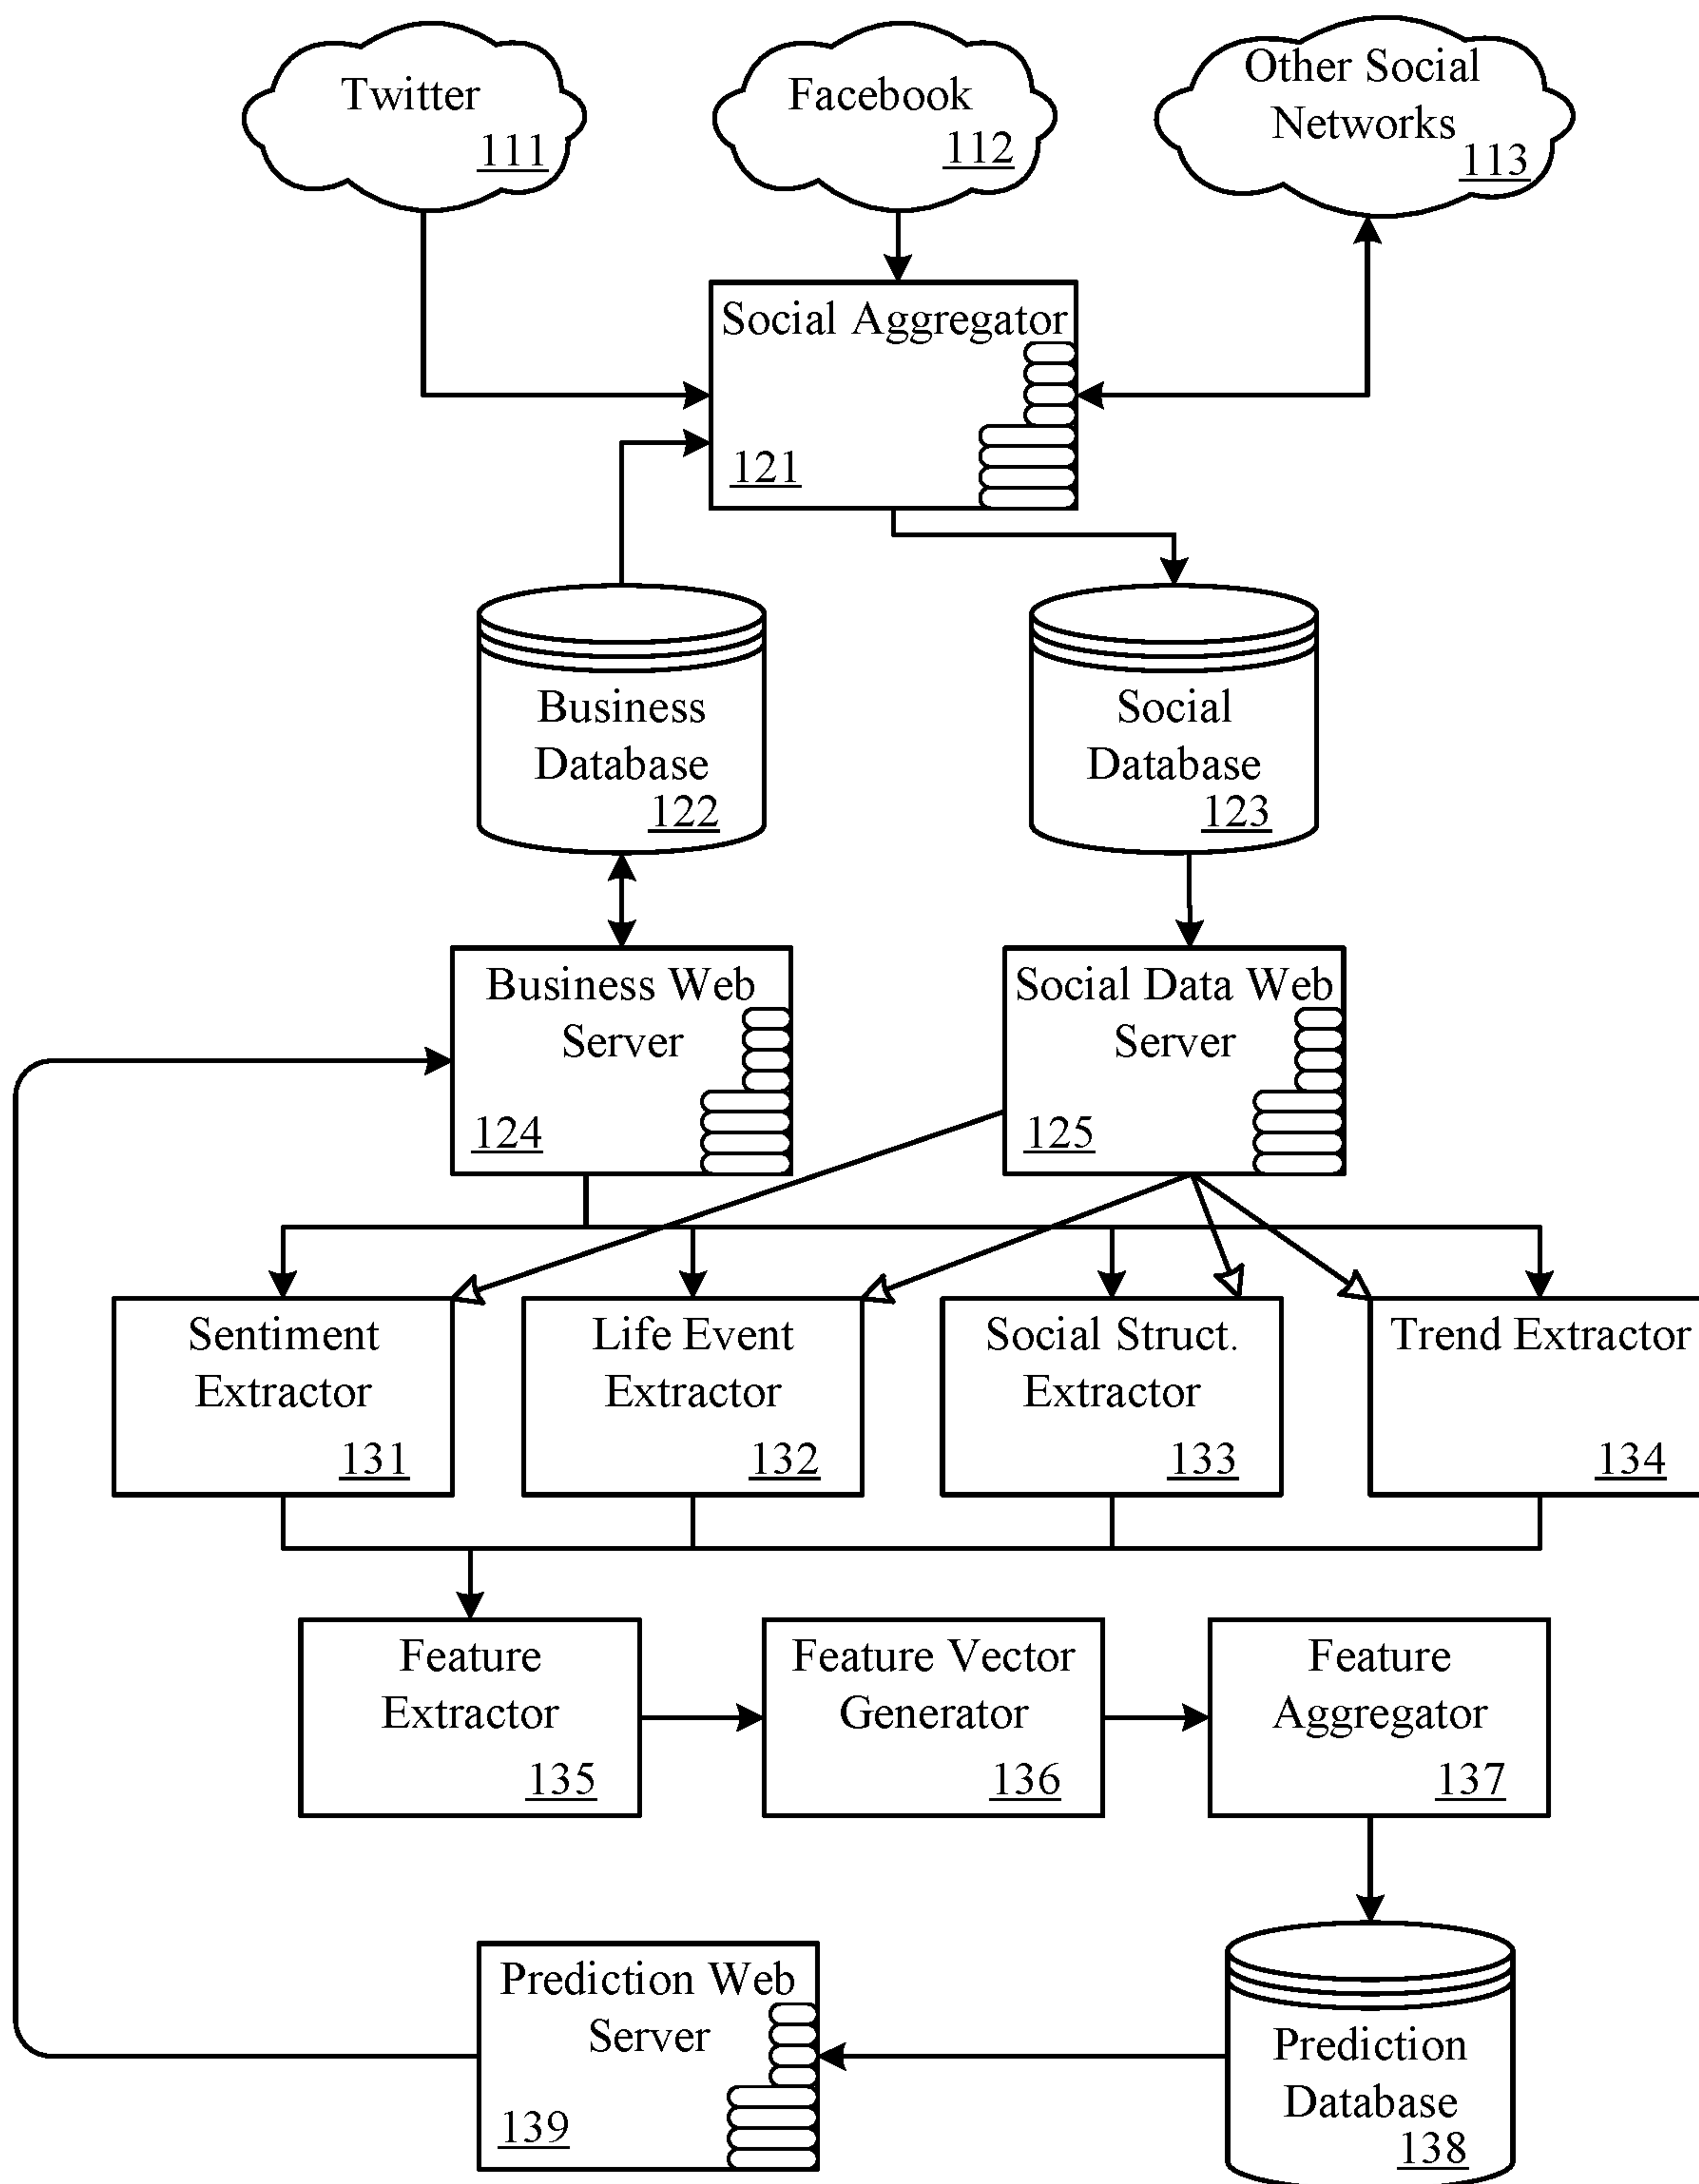 Twitter
111
Facebook
112
Other Social
Networks
113
Social Aggregator
121
Business
Database
122
Social
Database
123
Business Web
Server
124
Social Data Web
Server
125
Sentiment
Extractor
131
Life Event
Extractor
132
Social Struct.
Extractor
133
Trend Extractor
134
Feature
Extractor
135
Feature Vector
Generator
136
Feature
Aggregator
137
Prediction Web
Server
139
Prediction
Database
138